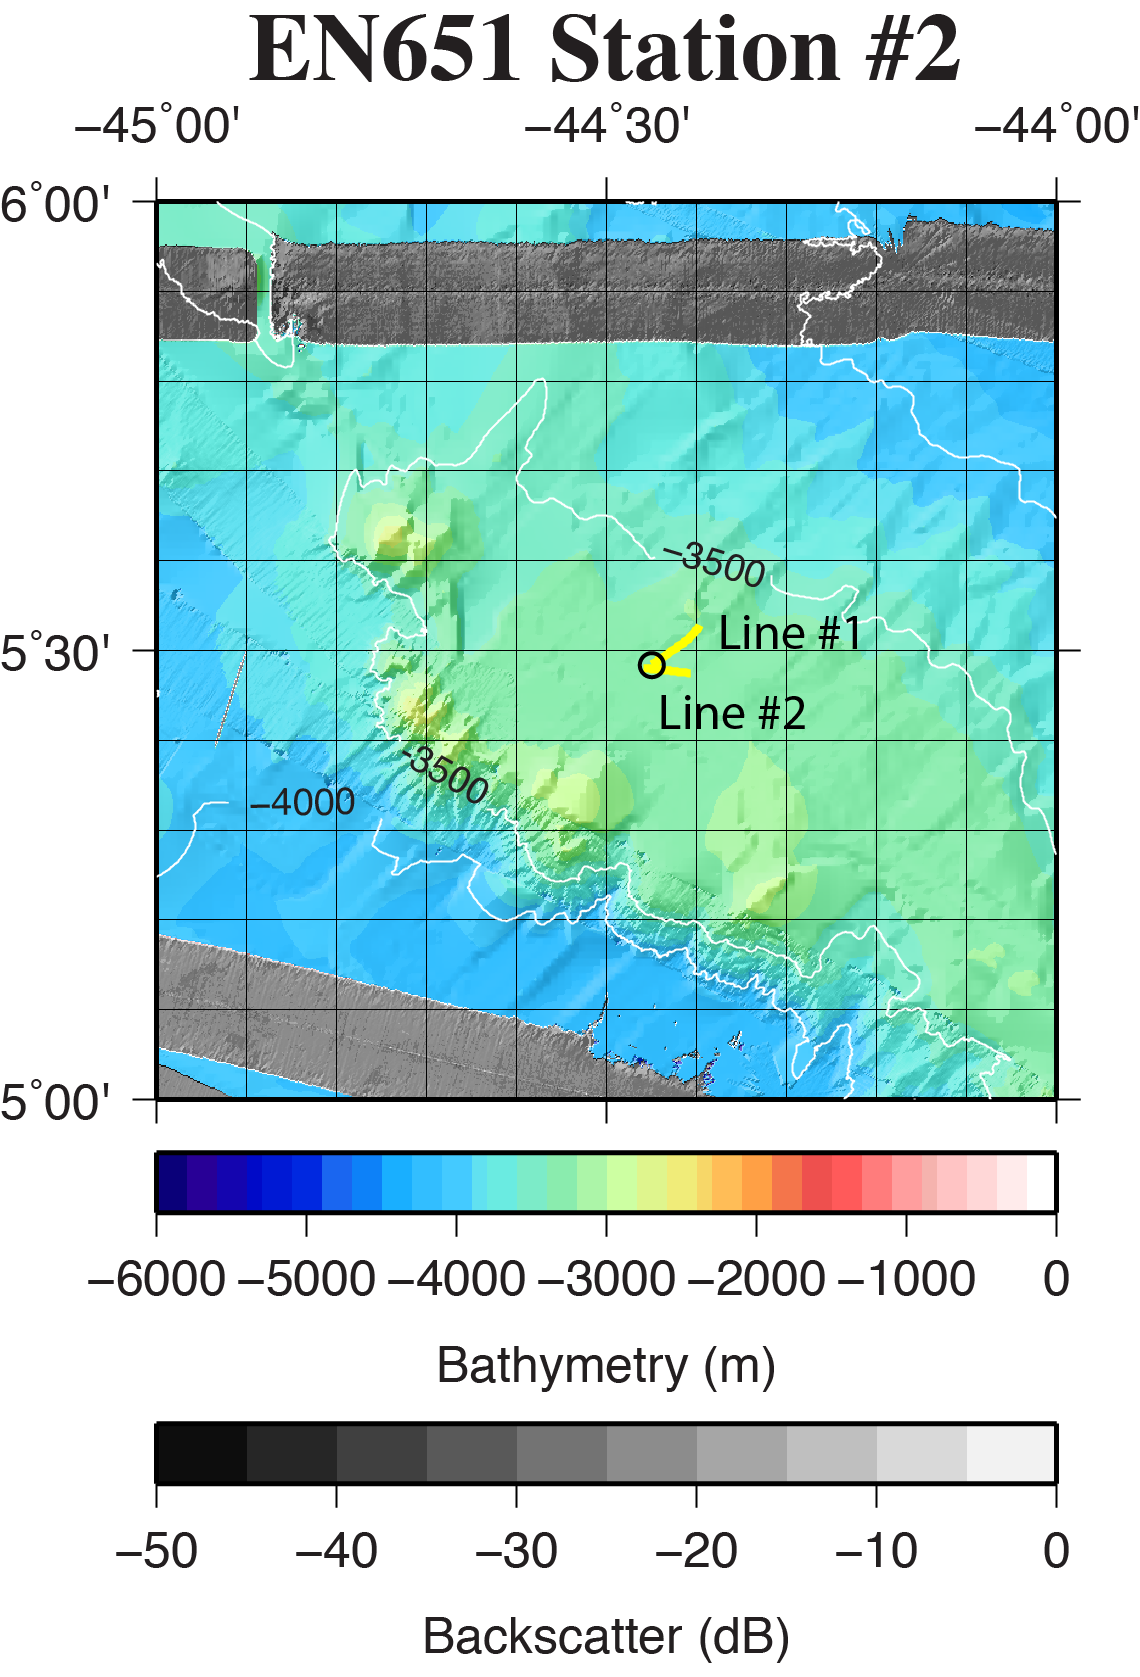 EN651 Station #2
−45˚00' −44˚30' −44˚00'
6˚00'
−3500
Line #1
5˚30'
Line #2
-3500
−4000
5˚00'
−6000 −5000 −4000 −3000 −2000 −1000 0
Bathymetry (m)
−50 −40 −30 −20 −10 0
Backscatter (dB)